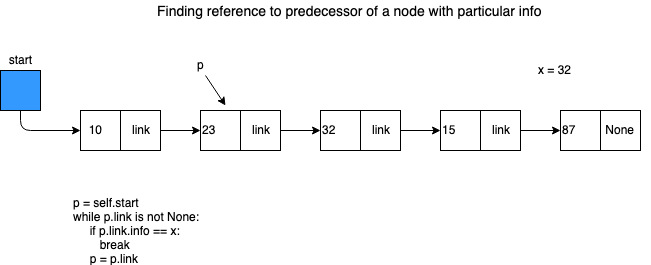 Finding reference to predecessor of a node with particular info
start
p
x = 32
10 link 23 link 32 link 15 link 87 None
p = self.start
while p.link is not None:
if p.link.info == x:
break
p = p.link